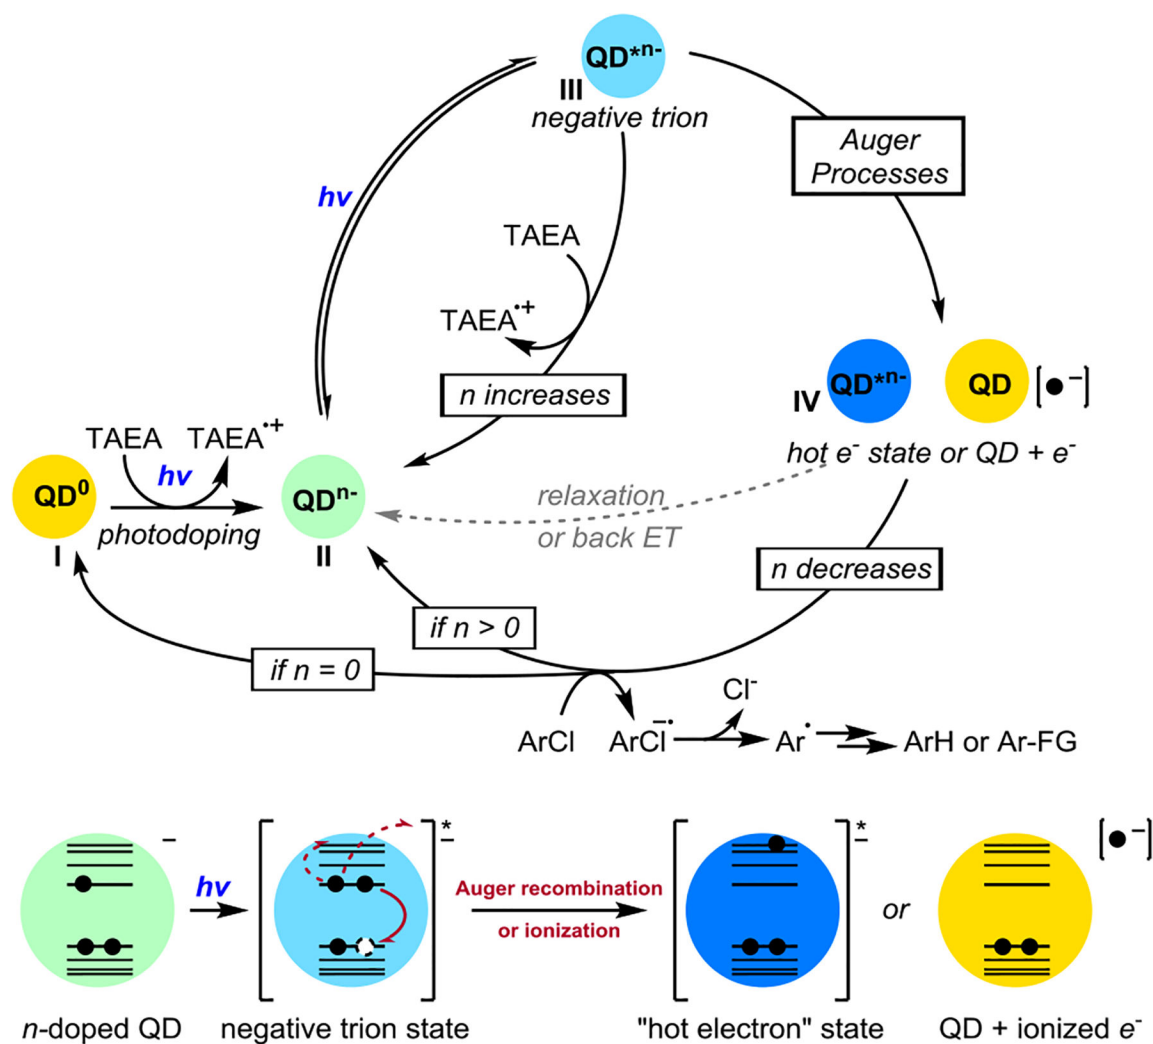 QD*ⁿ⁻
III
negative trion
Auger
Processes
hν
TAEA
TAEA•+
n increases
IV
QD*ⁿ⁻
QD
[●⁻]
hot e⁻ state or QD + e⁻
TAEA
TAEA•+
hν
QD⁰
photodoping
I
QDⁿ⁻
II
relaxation
or back ET
n decreases
if n > 0
if n = 0
Cl⁻
ArCl
ArCl−•
Ar•
ArH or Ar-FG
–
hν
*
–
Auger recombination
or ionization
*
–
or
[●⁻]
n-doped QD
negative trion state
"hot electron" state
QD + ionized e⁻